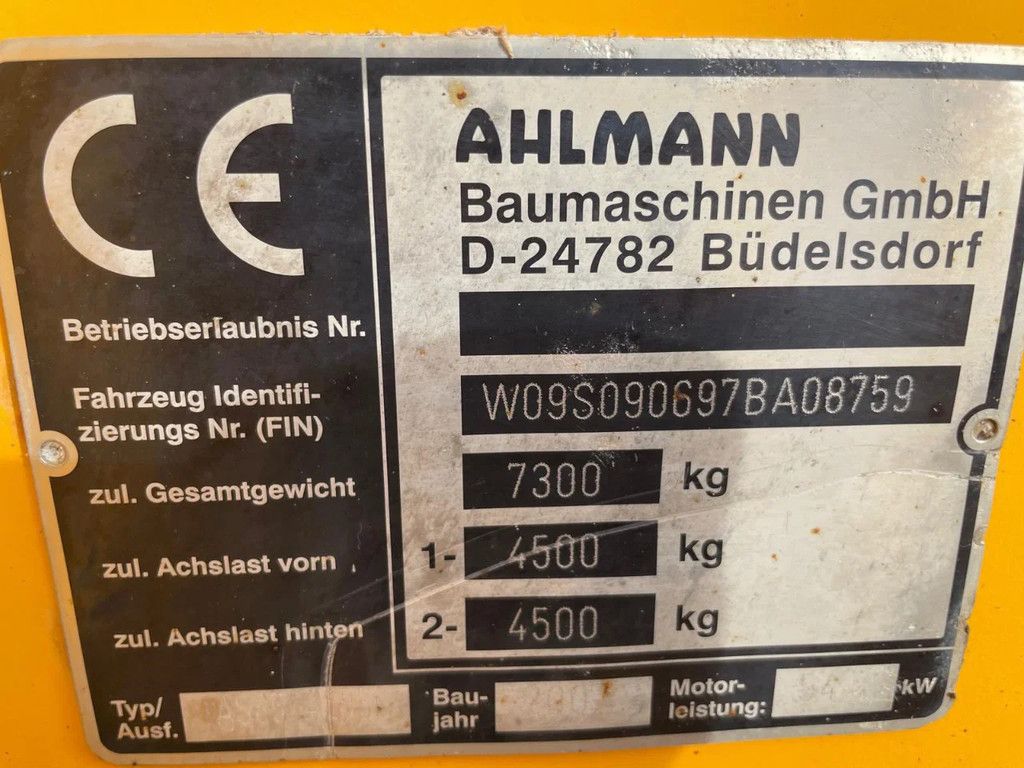 CE
AHLMANN
Baumaschinen GmbH
D-24782 Büdelsdorf
Betriebserlaubnis Nr.
Fahrzeug Identifi-
zierungs Nr. (FIN)
W09S090697BA08759
zul. Gesamtgewicht 7300 kg
zul. Achslast vorn 1- 4500 kg
zul. Achslast hinten 2- 4500 kg
Typ/
Ausf.
Bau-
jahr
Motor-
leistung: kW